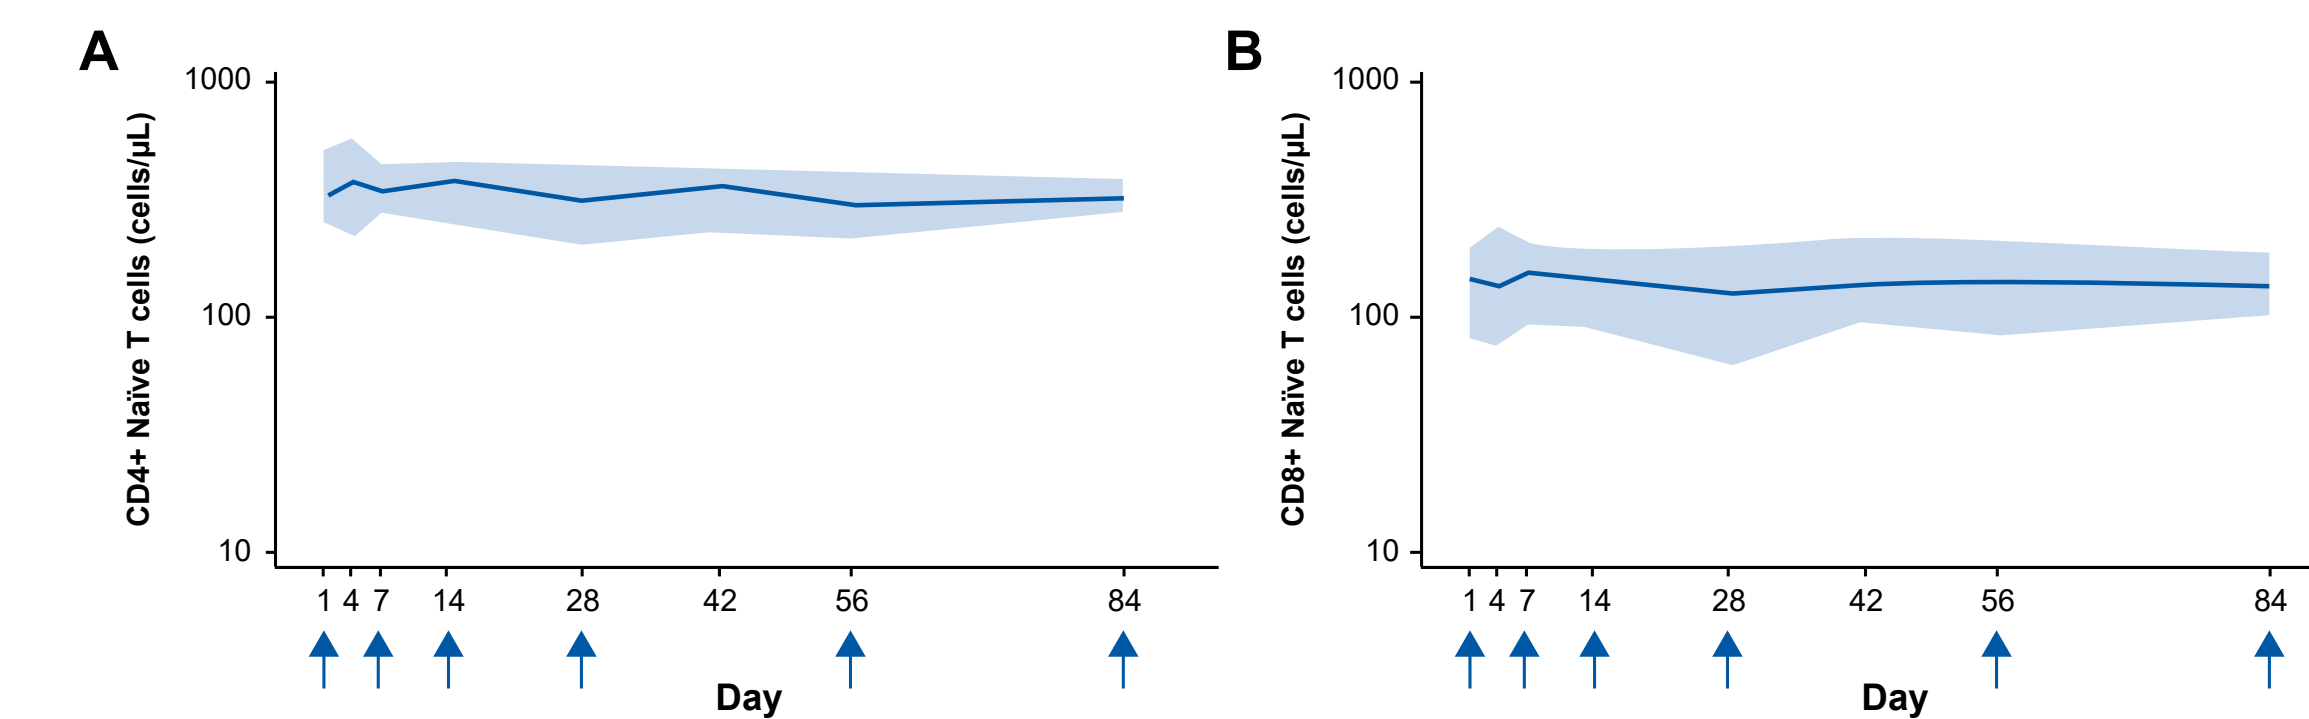 A
CD4+ Naïve T cells (cells/µL)
1000
100
10
1 4 7 14 28 42 56 84
Day
B
CD8+ Naïve T cells (cells/µL)
1000
100
10
1 4 7 14 28 42 56 84
Day